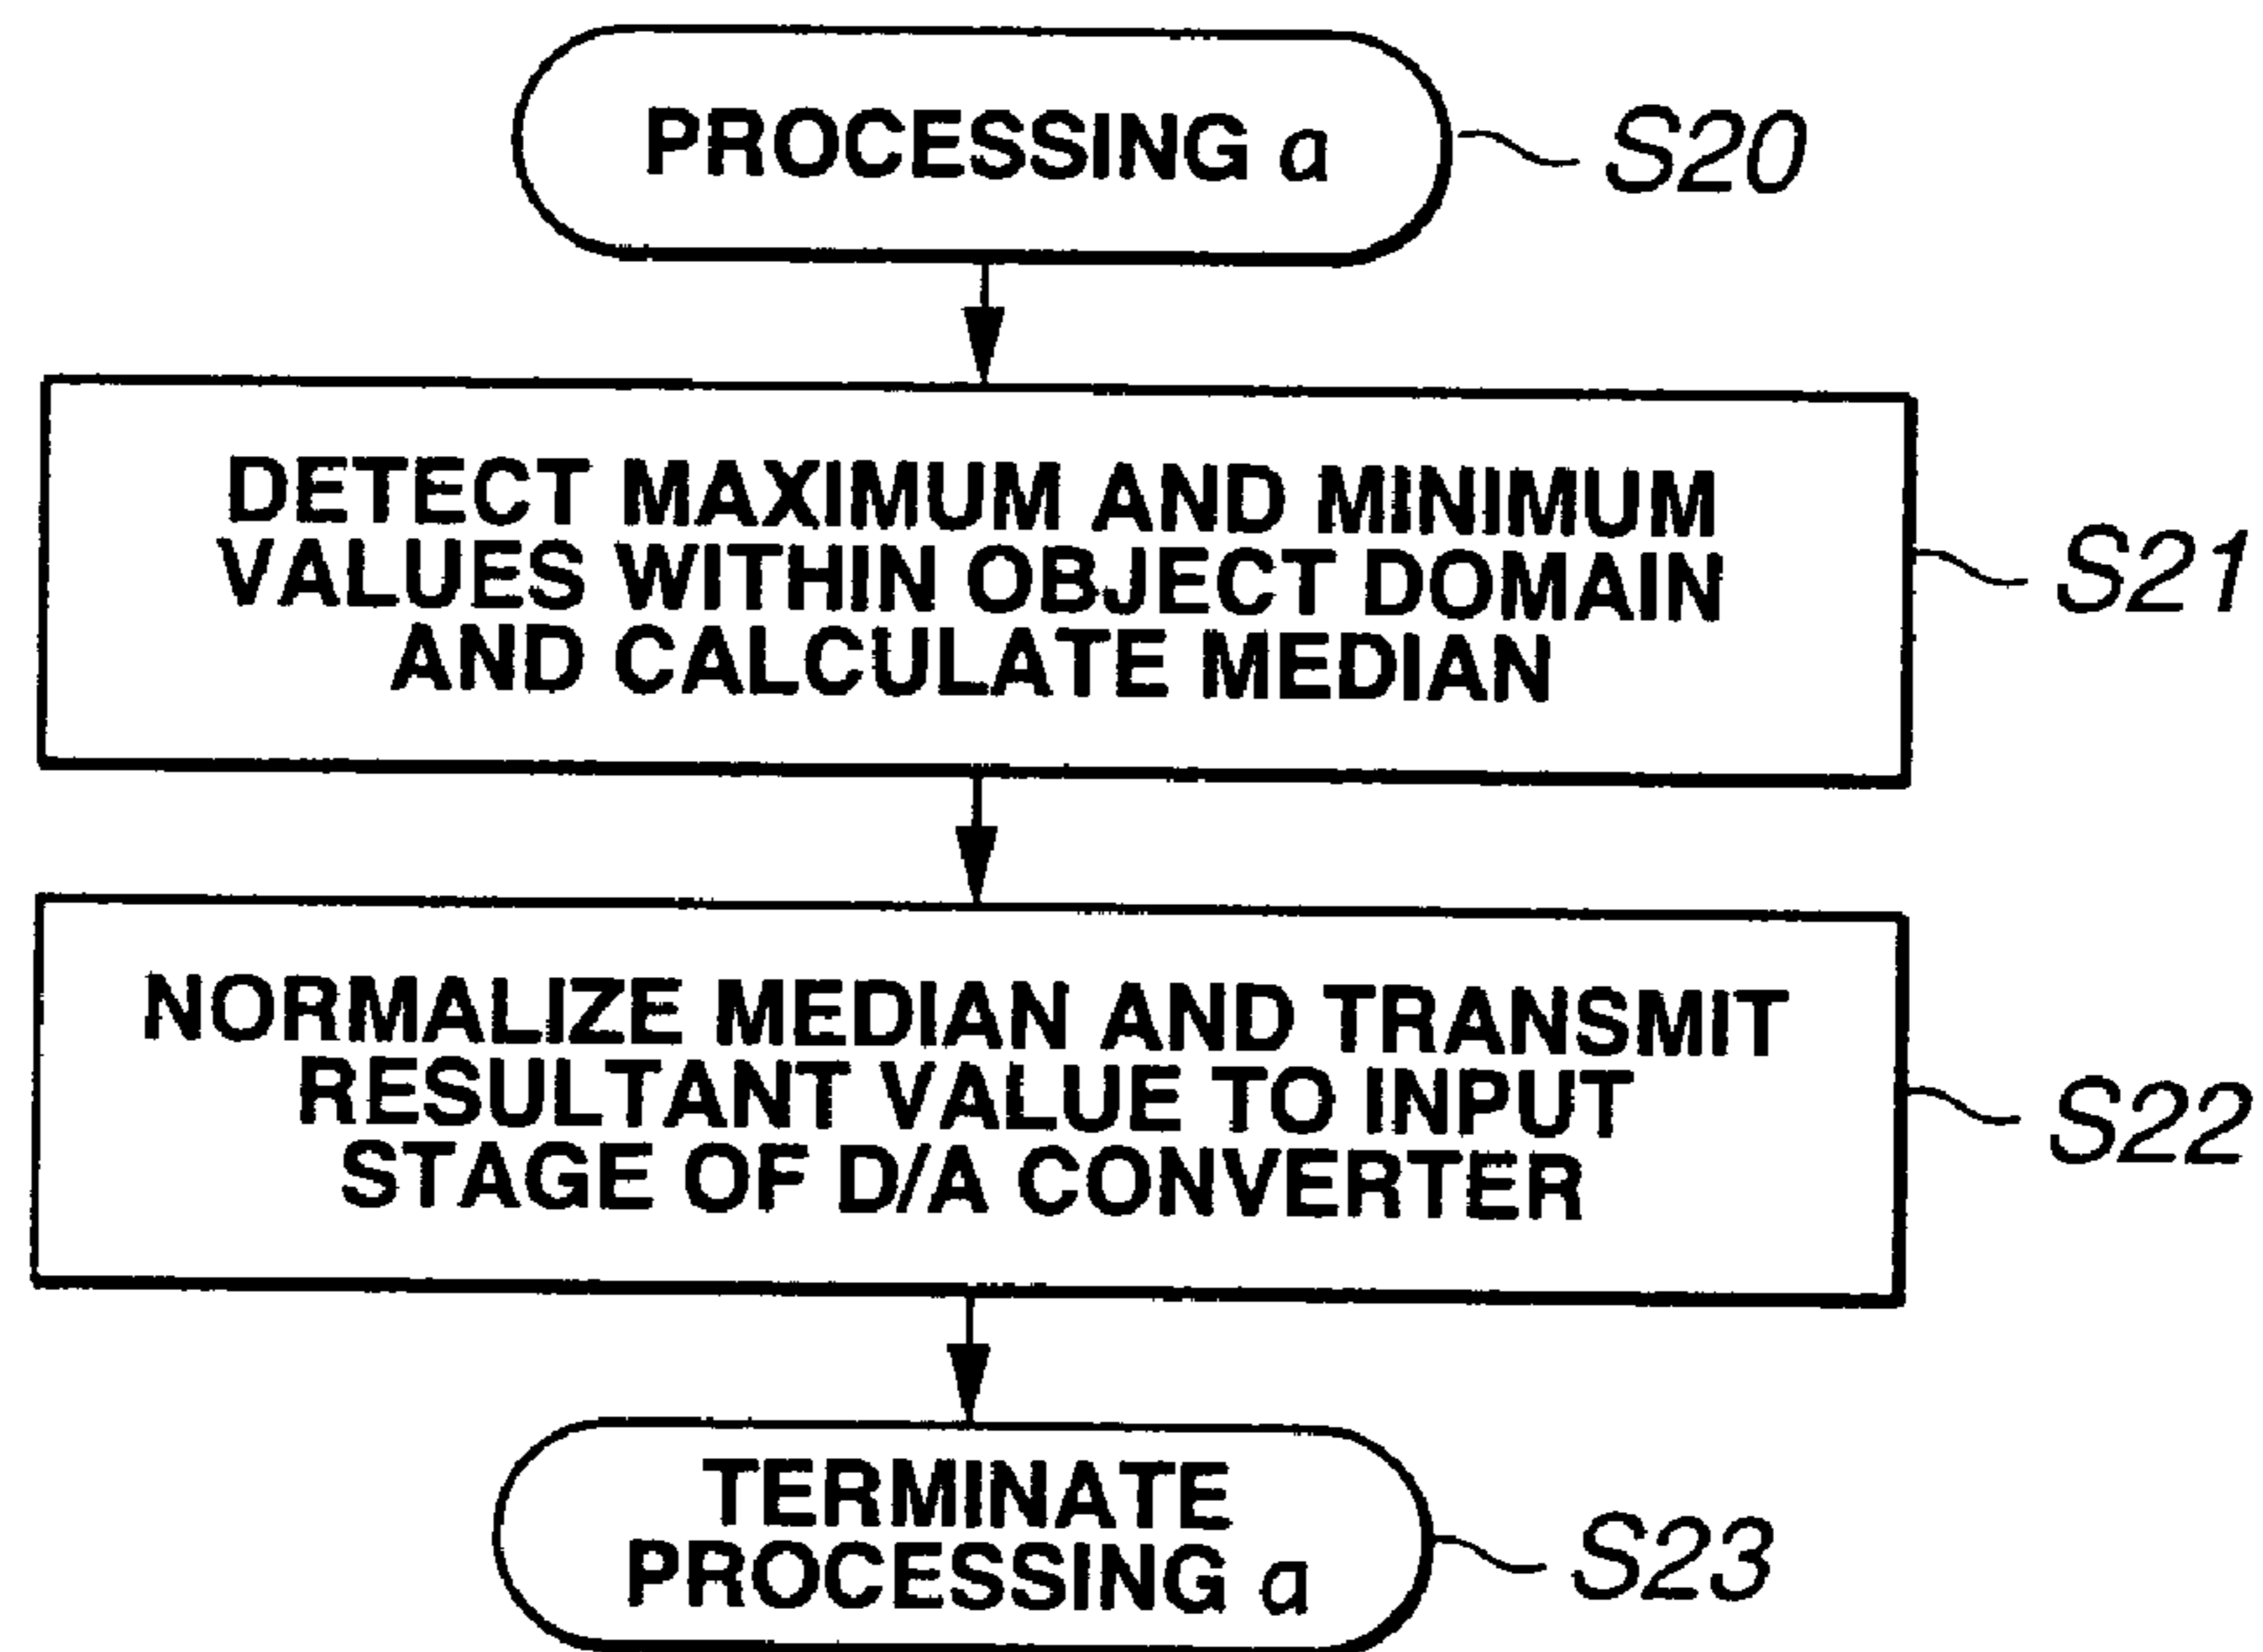 PROCESSING a
S20
DETECT MAXIMUM AND MINIMUM
VALUES WITHIN OBJECT DOMAIN
AND CALCULATE MEDIAN
S21
NORMALIZE MEDIAN AND TRANSMIT
RESULTANT VALUE TO INPUT
STAGE OF D/A CONVERTER
S22
TERMINATE
PROCESSING a
S23